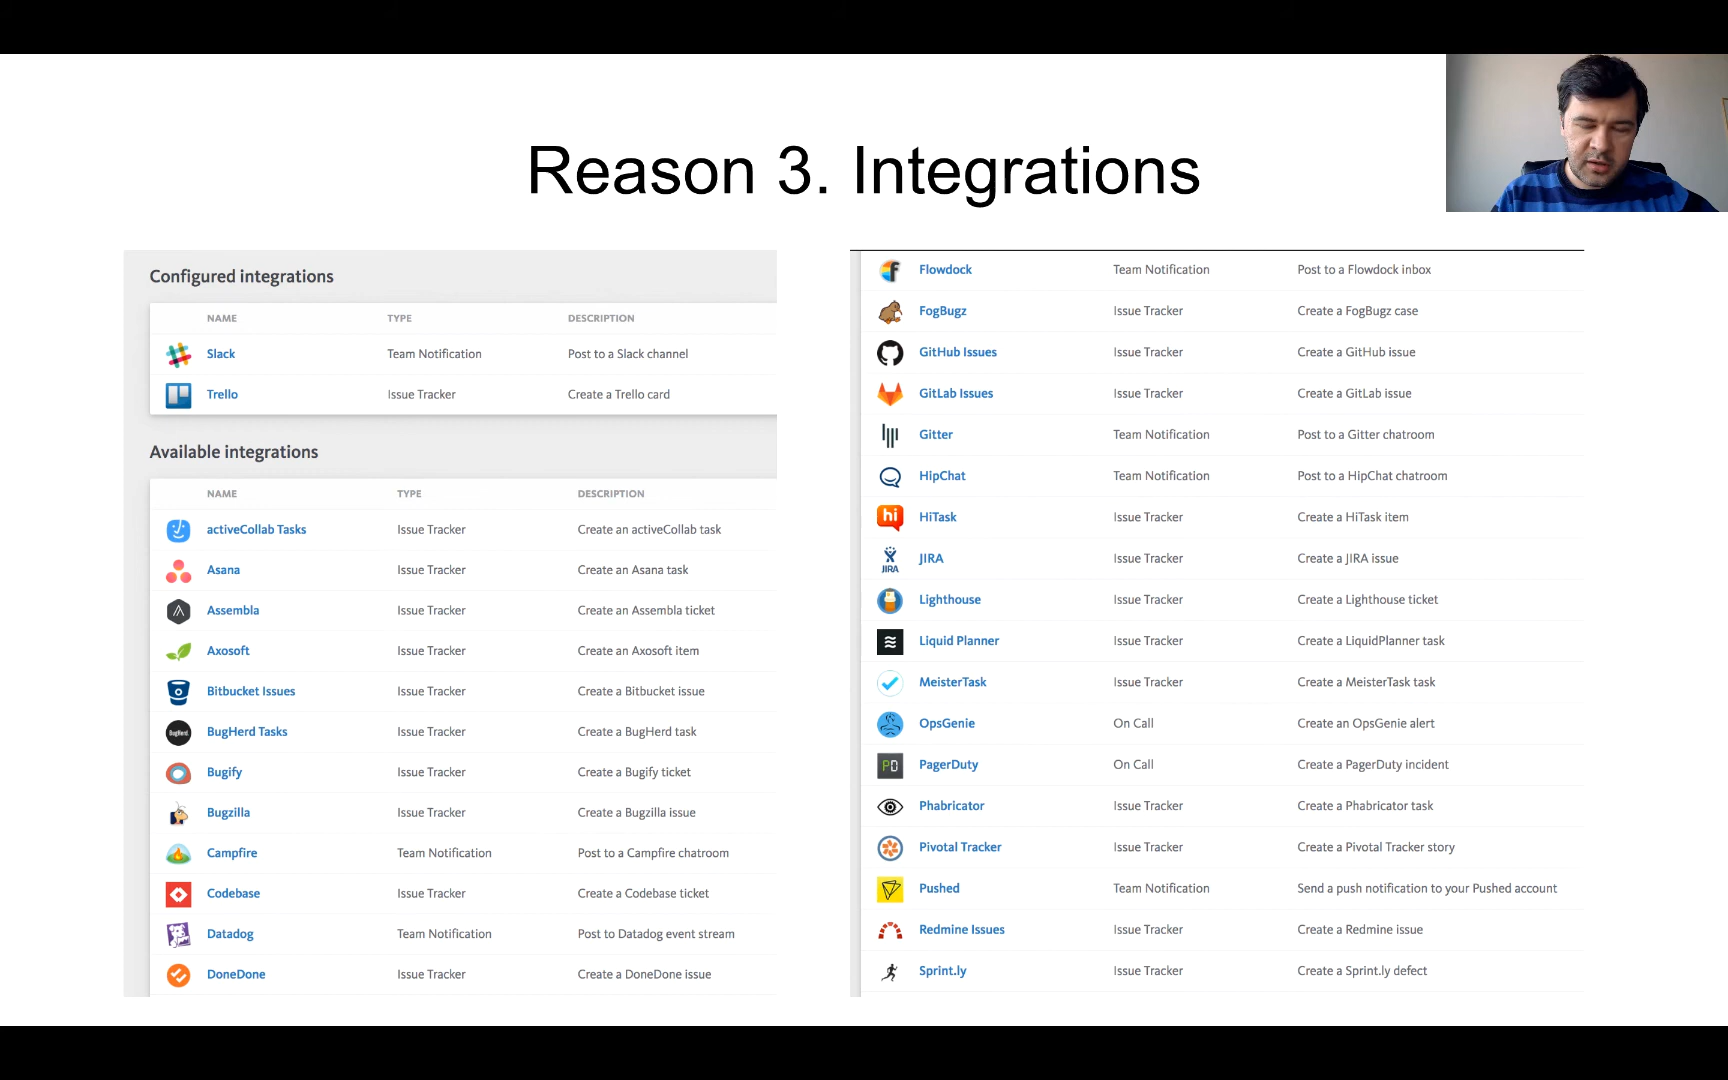 Reason 3. Integrations
Configured integrations
NAME TYPE DESCRIPTION
Slack Team Notification Post to a Slack channel
Trello Issue Tracker Create a Trello card
Available integrations
NAME TYPE DESCRIPTION
activeCollab Tasks Issue Tracker Create an activeCollab task
Asana Issue Tracker Create an Asana task
Assembla Issue Tracker Create an Assembla ticket
Axosoft Issue Tracker Create an Axosoft item
Bitbucket Issues Issue Tracker Create a Bitbucket issue
BugHerd BugHerd Tasks Issue Tracker Create a BugHerd task
Bugify Issue Tracker Create a Bugify ticket
Bugzilla Issue Tracker Create a Bugzilla issue
Campfire Team Notification Post to a Campfire chatroom
Codebase Issue Tracker Create a Codebase ticket
Datadog Team Notification Post to Datadog event stream
DoneDone Issue Tracker Create a DoneDone issue
Flowdock Team Notification Post to a Flowdock inbox
FogBugz Issue Tracker Create a FogBugz case
GitHub Issues Issue Tracker Create a GitHub issue
GitLab Issues Issue Tracker Create a GitLab issue
Gitter Team Notification Post to a Gitter chatroom
HipChat Team Notification Post to a HipChat chatroom
hi HiTask Issue Tracker Create a HiTask item
JIRA JIRA Issue Tracker Create a JIRA issue
Lighthouse Issue Tracker Create a Lighthouse ticket
Liquid Planner Issue Tracker Create a LiquidPlanner task
MeisterTask Issue Tracker Create a MeisterTask task
OpsGenie On Call Create an OpsGenie alert
PD PagerDuty On Call Create a PagerDuty incident
Phabricator Issue Tracker Create a Phabricator task
Pivotal Tracker Issue Tracker Create a Pivotal Tracker story
Pushed Team Notification Send a push notification to your Pushed account
Redmine Issues Issue Tracker Create a Redmine issue
Sprint.ly Issue Tracker Create a Sprint.ly defect